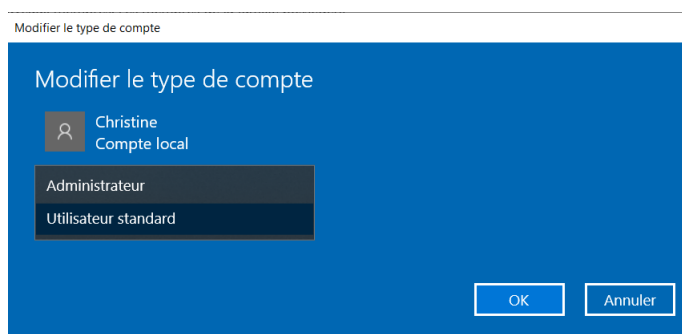 Modifier le type de compte
Modifier le type de compte
Christine
Compte local
Administrateur
Utilisateur standard
OK
Annuler